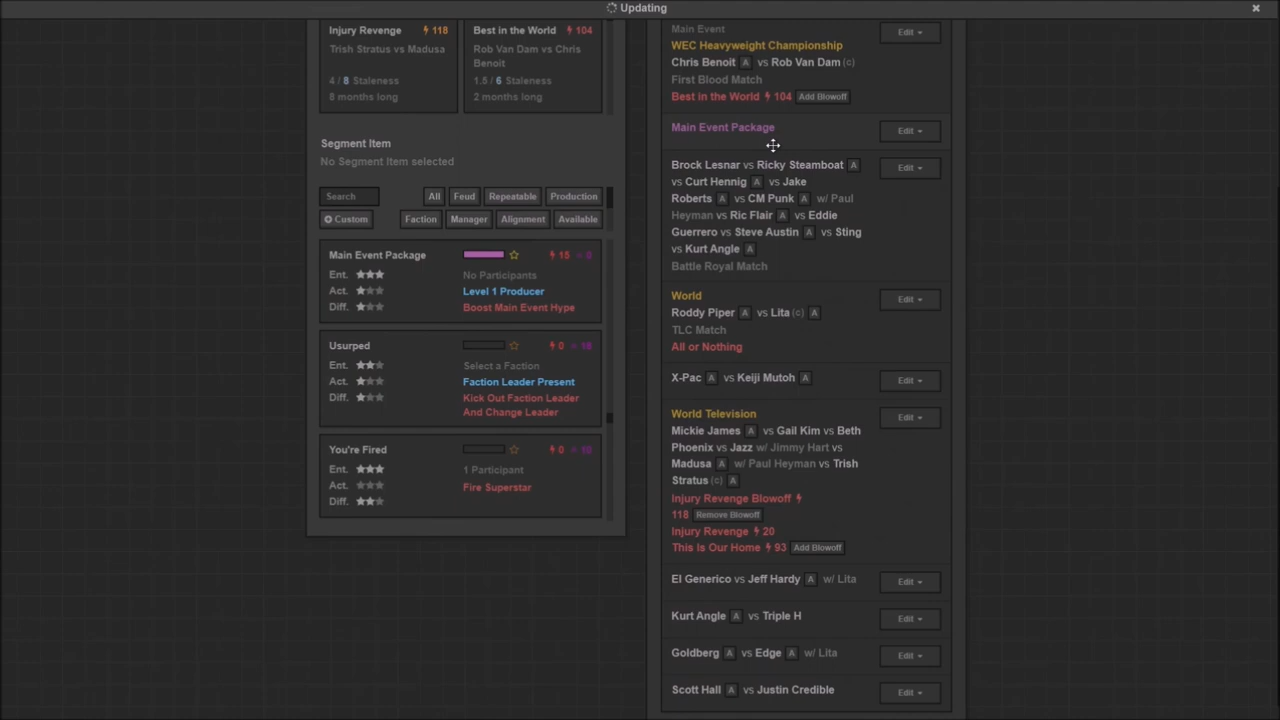 Updating
Injury Revenge 118
Trish Stratus vs Madusa
4 / 8 Staleness
8 months long
Best in the World 104
Rob Van Dam vs Chris
Benoit
1.5 / 6 Staleness
2 months long
Segment Item
No Segment Item selected
Search All Feud Repeatable Production
Custom Faction Manager Alignment Available
Main Event Package 15 0
Ent. No Participants
Act. Level 1 Producer
Diff. Boost Main Event Hype
Usurped 0
Ent. Select a Faction
Act. Faction Leader Present
Diff. Kick Out Faction Leader
And Change Leader
You're Fired 0
Ent. 1 Participant
Act. Fire Superstar
Diff.
Main Event Edit
WEC Heavyweight Championship
Chris Benoit A vs Rob Van Dam (c)
First Blood Match
Best in the World 104 Add Blowoff
Main Event Package Edit
Brock Lesnar vs Ricky Steamboat A Edit
vs Curt Hennig A vs Jake
Roberts A vs CM Punk A w/ Paul
Heyman vs Ric Flair A vs Eddie
Guerrero vs Steve Austin A vs Sting
vs Kurt Angle A
Battle Royal Match
World Edit
Roddy Piper A vs Lita (c) A
TLC Match
All or Nothing
X-Pac A vs Keiji Mutoh A Edit
World Television Edit
Mickie James A vs Gail Kim vs Beth
Phoenix vs Jazz w/ Jimmy Hart vs
Madusa A w/ Paul Heyman vs Trish
Stratus (c) A
Injury Revenge Blowoff
118 Remove Blowoff
Injury Revenge 20
This Is Our Home 93 Add Blowoff
El Generico vs Jeff Hardy A w/ Lita Edit
Kurt Angle A vs Triple H Edit
Goldberg A vs Edge A w/ Lita Edit
Scott Hall A vs Justin Credible Edit